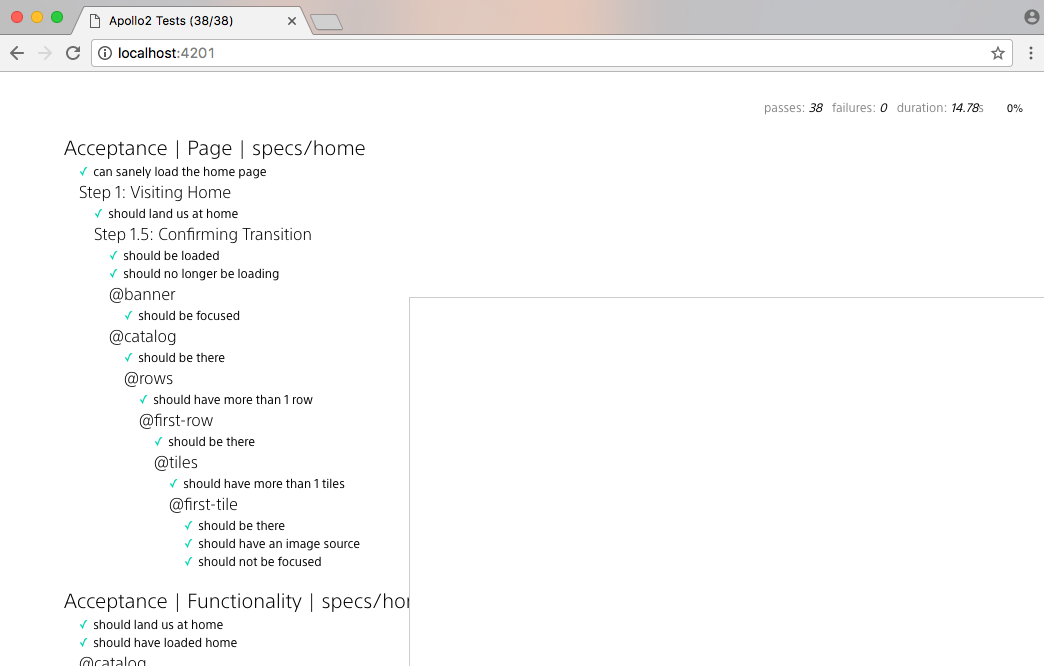 Apollo2 Tests (38/38)
localhost:4201
passes: 38 failures: 0 duration: 14.78s 0%
Acceptance | Page | specs/home
✓ can sanely load the home page
Step 1: Visiting Home
✓ should land us at home
Step 1.5: Confirming Transition
✓ should be loaded
✓ should no longer be loading
@banner
✓ should be focused
@catalog
✓ should be there
@rows
✓ should have more than 1 row
@first-row
✓ should be there
@tiles
✓ should have more than 1 tiles
@first-tile
✓ should be there
✓ should have an image source
✓ should not be focused
Acceptance | Functionality | specs/hor
✓ should land us at home
✓ should have loaded home
@catalog